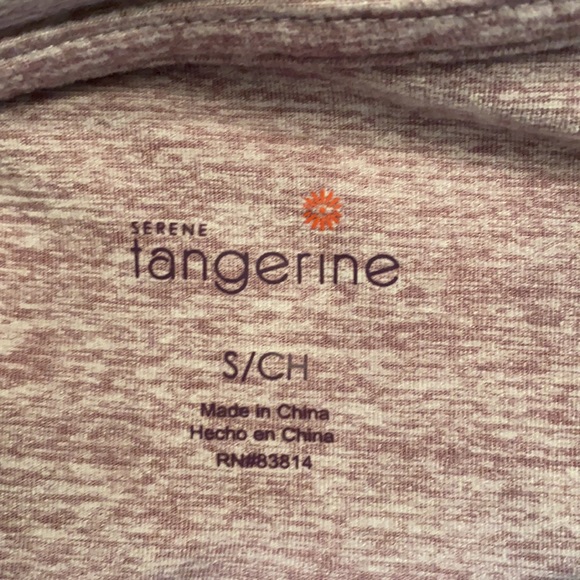 SERENE
tangerine
S/CH
Made in China
Hecho en China
RN#83814